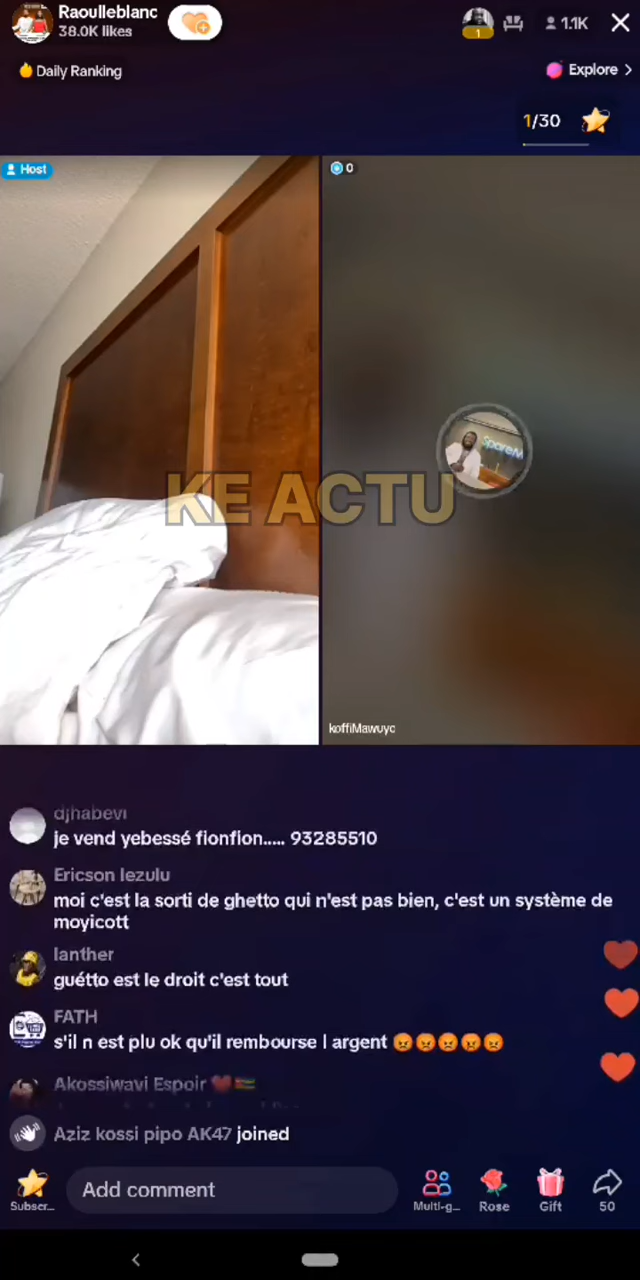 Raoulleblanc
38.0K likes
1
1.1K
Daily Ranking
Explore
1/30
Host
0
SpareM
KE ACTU
koffiMawuyc
djhabevi
je vend yebessé fionfion..... 93285510
Ericson lezulu
moi c'est la sorti de ghetto qui n'est pas bien, c'est un système de
moyicott
lanther
guétto est le droit c'est tout
FATH
s'il n est plu ok qu'il rembourse l argent 😡😡😡😡😡
Akossiwavi Espoir
Aziz kossi pipo AK47 joined
Subscr...
Add comment
Multi-g...
Rose
Gift
50